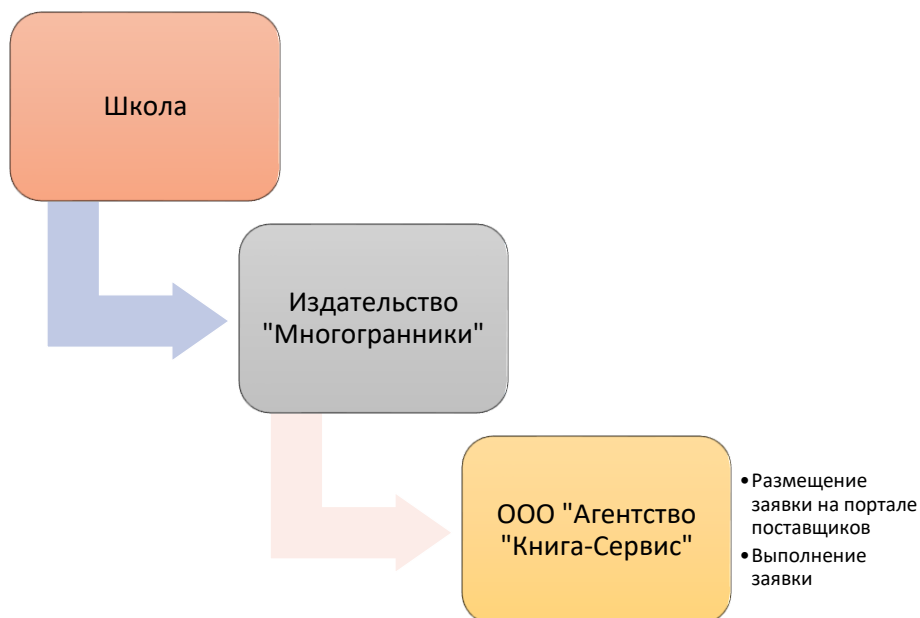 Школа
Издательство
"Многогранники"
ООО "Агентство
"Книга-Сервис"
•Размещение
заявки на портале
поставщиков
•Выполнение
заявки